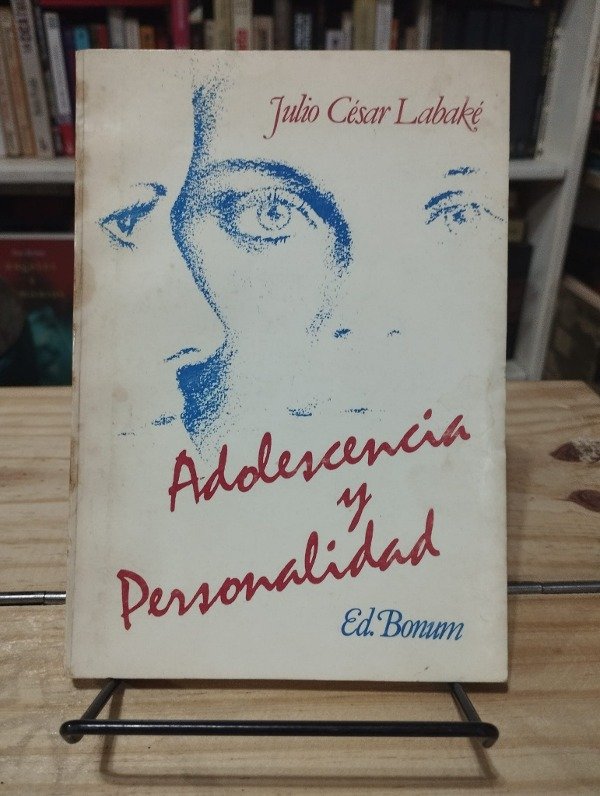 Julio César Labaké
Adolescencia
y
Personalidad
Ed. Bonum